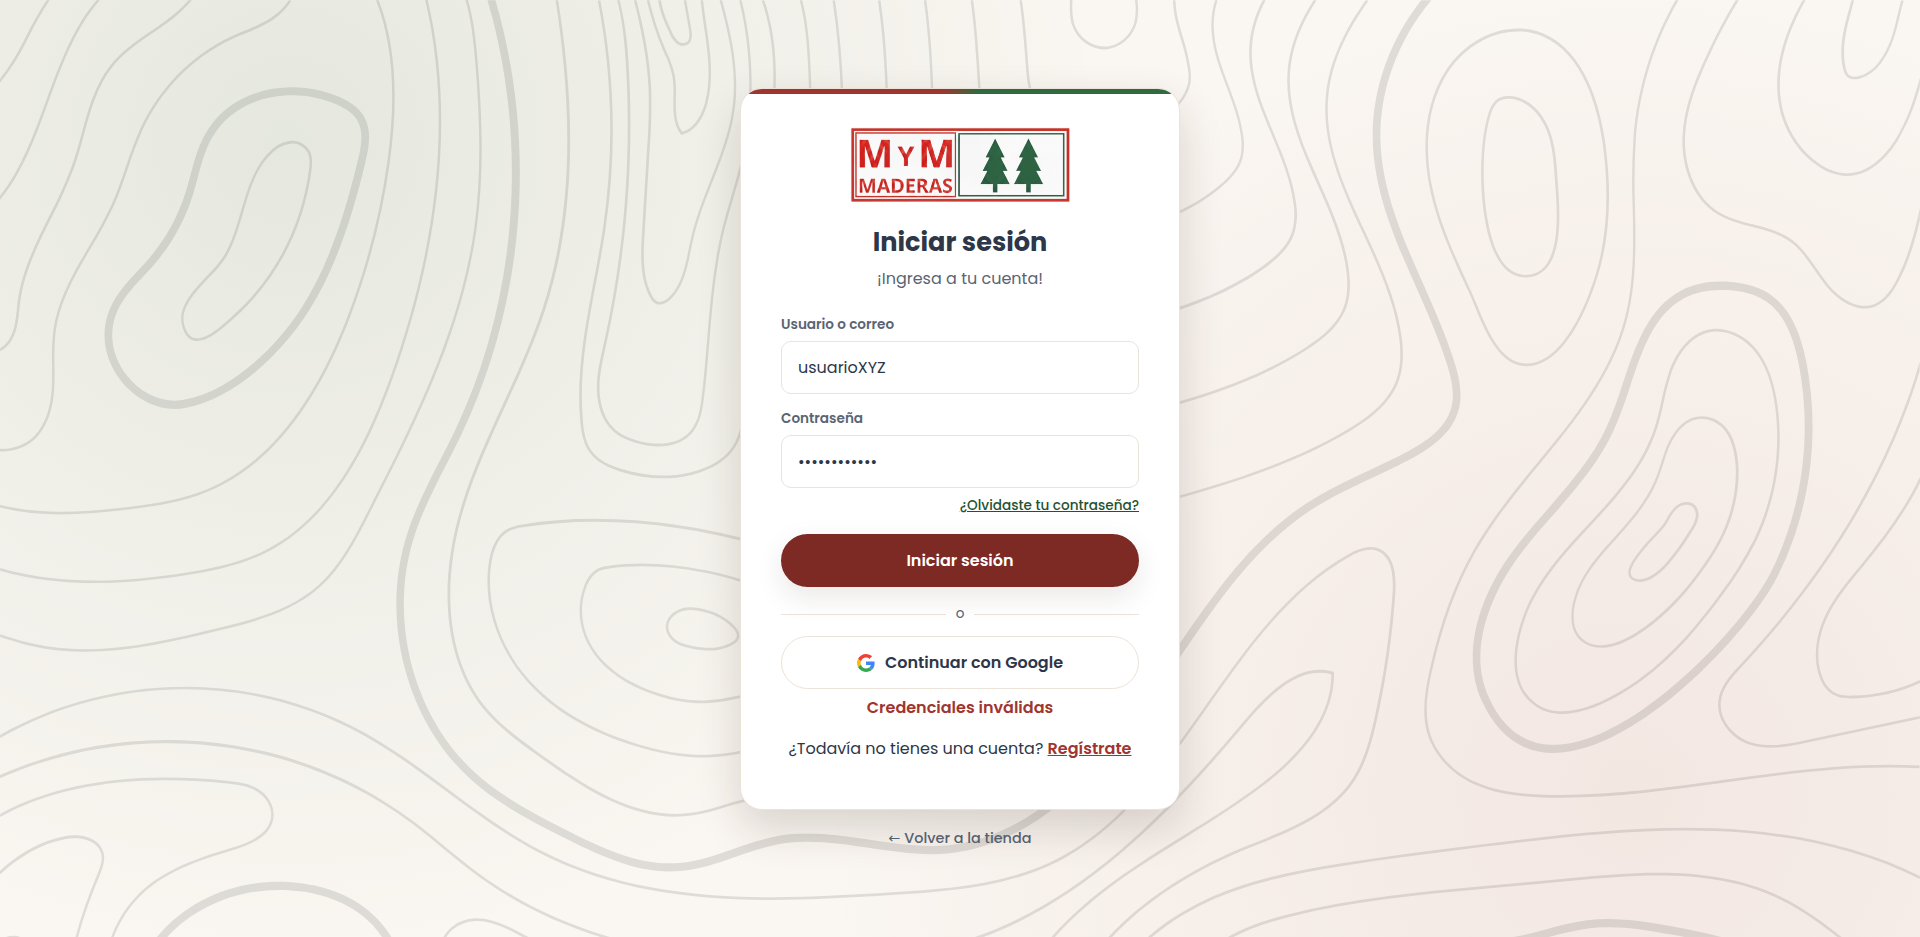 M Y M
MADERAS
Iniciar sesión
¡Ingresa a tu cuenta!
Usuario o correo
usuarioXYZ
Contraseña
••••••••••••
¿Olvidaste tu contraseña?
Iniciar sesión
o
Continuar con Google
Credenciales inválidas
¿Todavía no tienes una cuenta? Regístrate
← Volver a la tienda